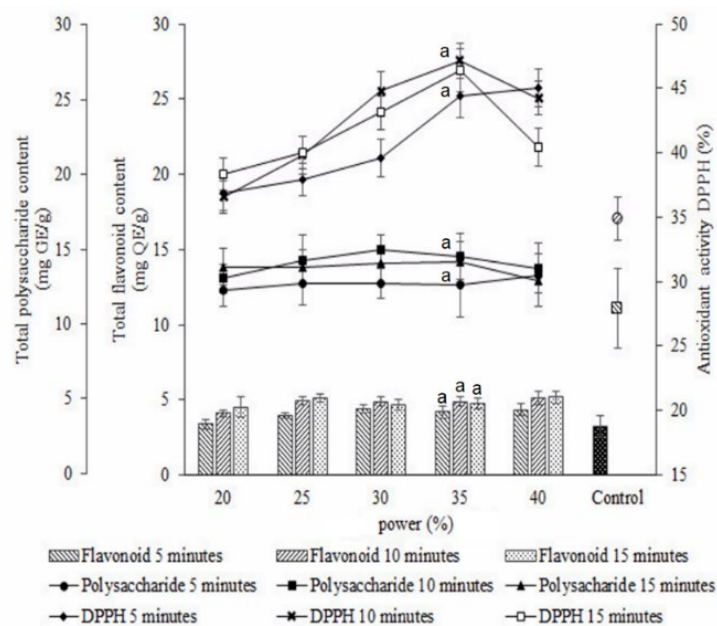 Total polysaccharide content
(mg GE/g)
30
25
20
15
10
5
0
Total flavonoid content
(mg QE/g)
30
25
20
15
10
5
0
a
a
a
a
a
a
a
50
45
40
35
30
25
20
15
Antioxidant activity DPPH (%)
20 25 30 35 40 Control
power (%)
Flavonoid 5 minutes Flavonoid 10 minutes Flavonoid 15 minutes
Polysaccharide 5 minutes Polysaccharide 10 minutes Polysacharide 15 minutes
DPPH 5 minutes DPPH 10 minutes DPPH 15 minutes